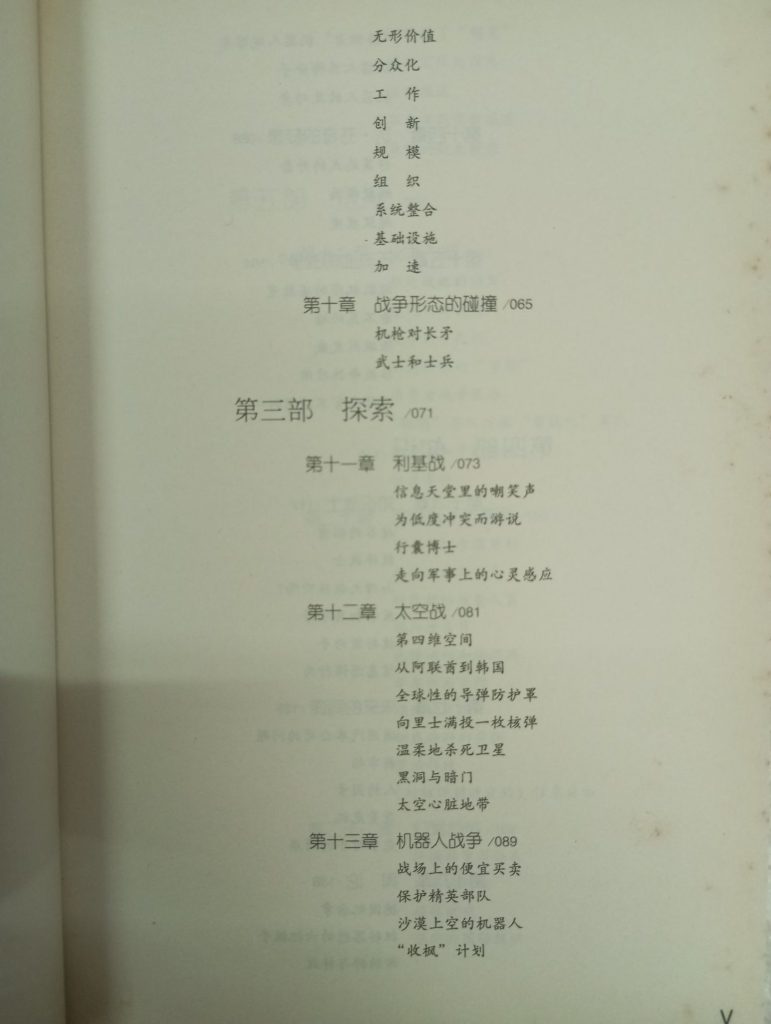 无形价值
分众化
工 作
创 新
规 模
组 织
系统整合
基础设施
加 速
第十章 战争形态的碰撞 /065
机枪对长矛
武士和士兵
第三部 探索 /071
第十一章 利基战 /073
信息天堂里的嘲笑声
为低度冲突而游说
行囊博士
走向军事上的心灵感应
第十二章 太空战 /081
第四维空间
从阿联首到韩国
全球性的导弹防护罩
向里士满投一枚核弹
温柔地杀死卫星
黑洞与暗门
太空心脏地带
第十三章 机器人战争 /089
战场上的便宜买卖
保护精英部队
沙漠上空的机器人
“收枫”计划
V